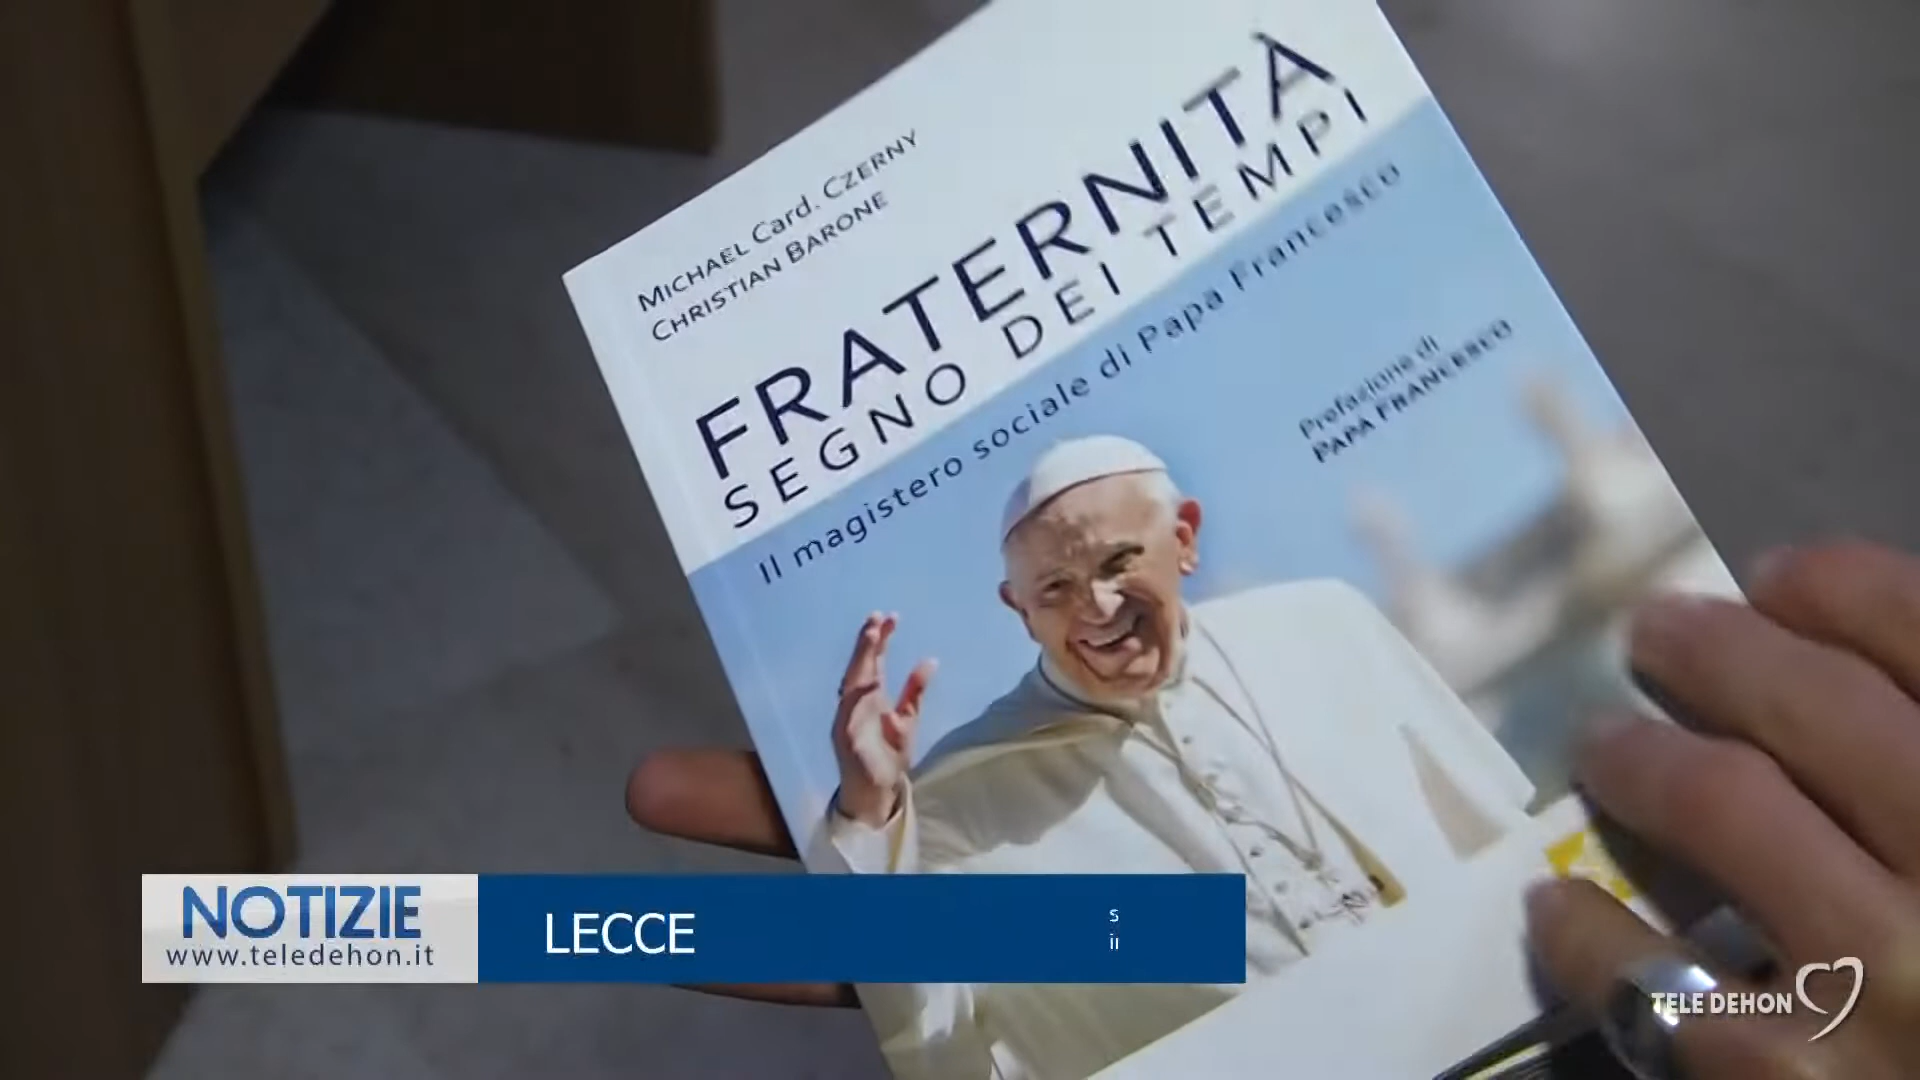 MICHAEL Card. CZERNY
CHRISTIAN BARONE
FRATERNITÀ
SEGNO DEI TEMPI
Il magistero sociale di Papa Francesco
Prefazione di
PAPA FRANCESCO
NOTIZIE
www.teledehon.it
LECCE
TELE DEHON